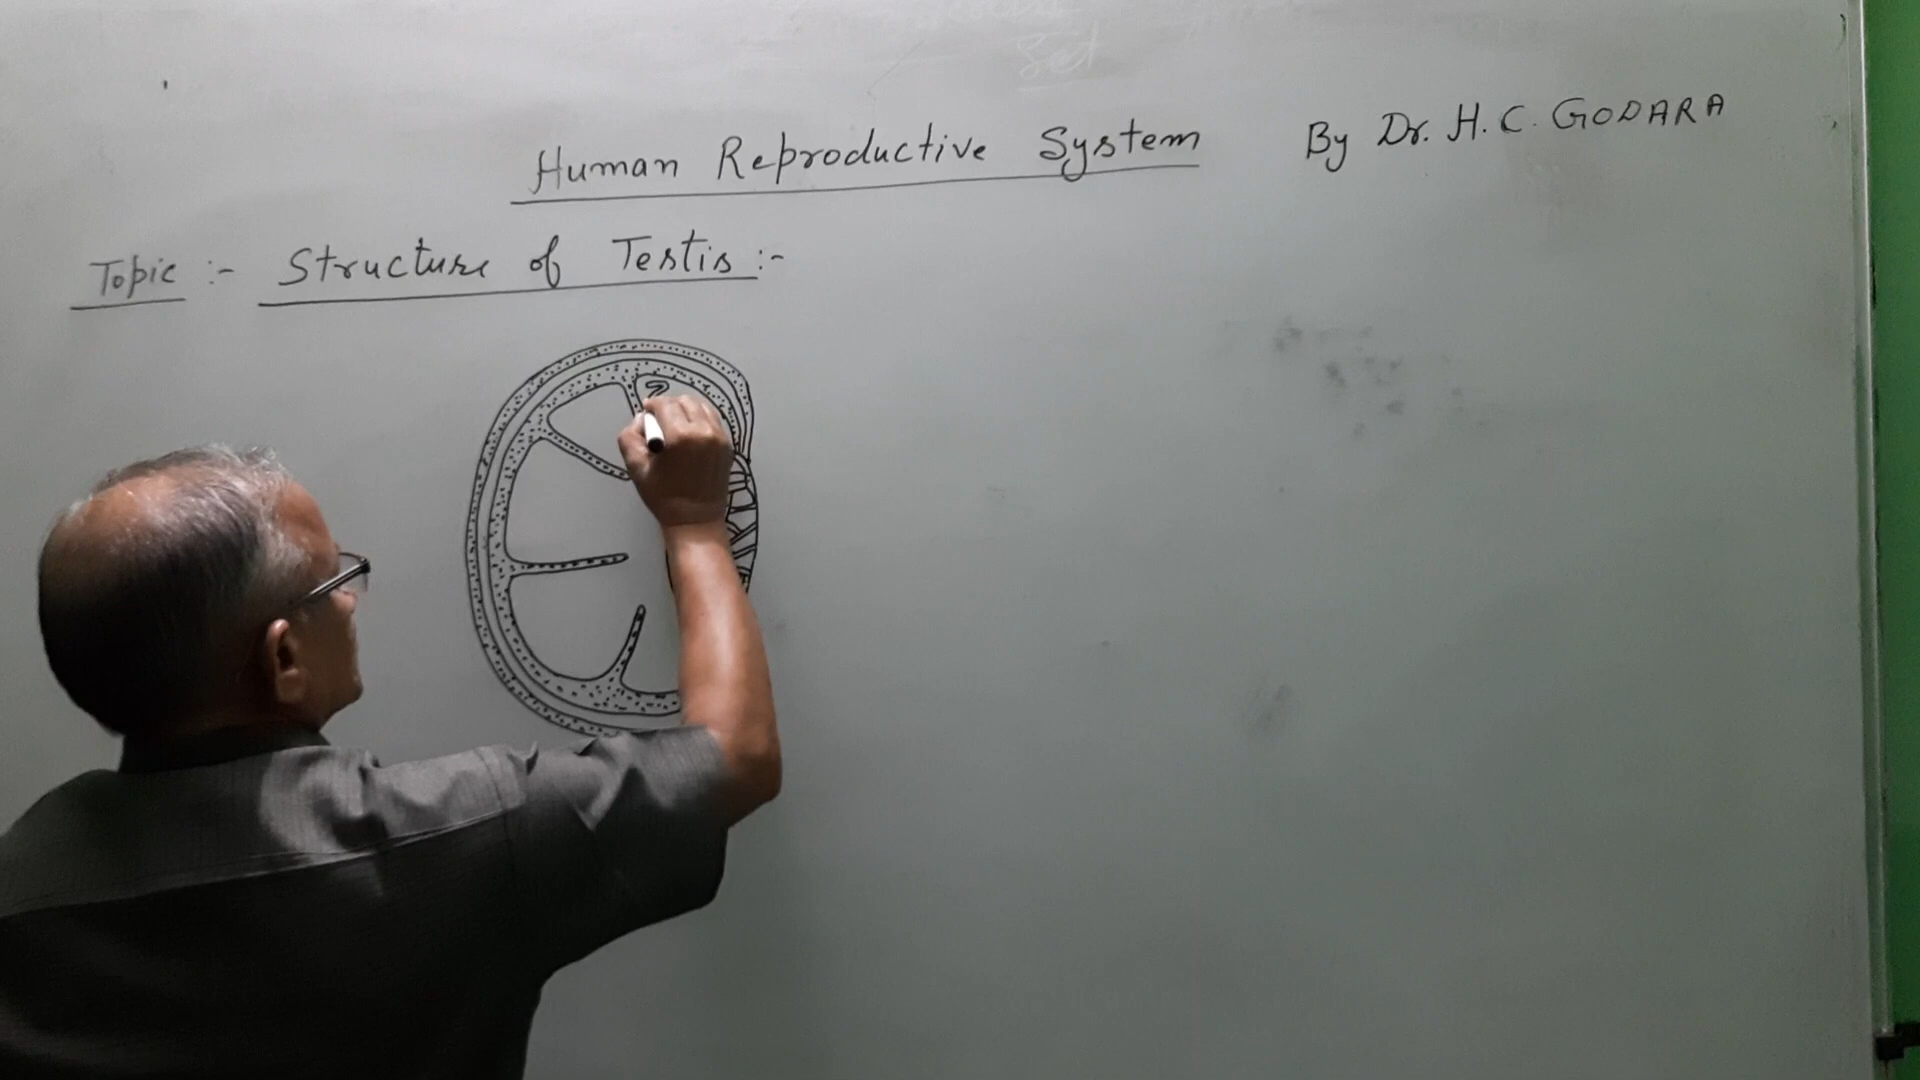 Human Reproductive System By Dr. H. C. GODARA
Topic :- Structure of Testis :-